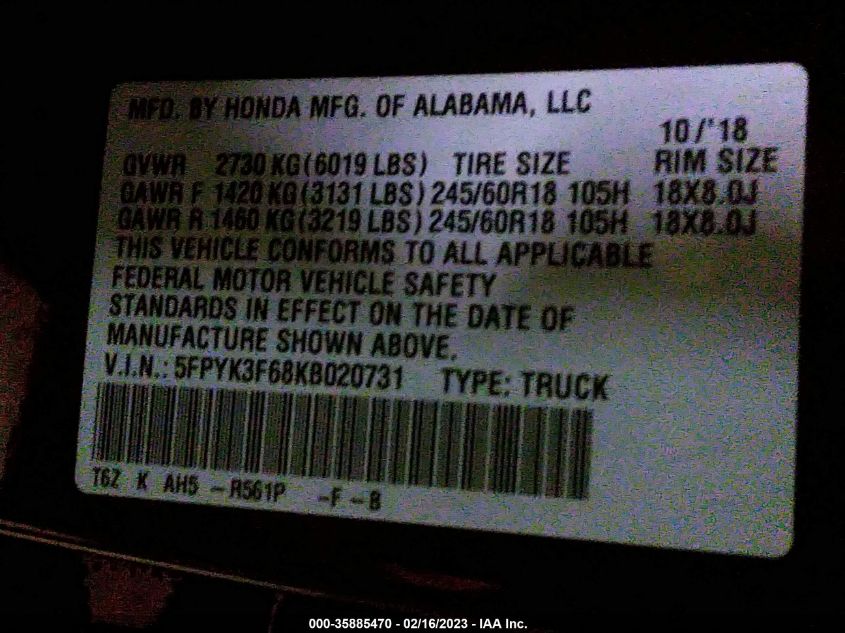 MFD. BY HONDA MFG. OF ALABAMA, LLC
10/'18
GVWR 2730 KG(6019 LBS) TIRE SIZE RIM SIZE
GAWR F 1420 KG(3131 LBS) 245/60R18 105H 18X8.0J
GAWR R 1460 KG(3219 LBS) 245/60R18 105H 18X8.0J
THIS VEHICLE CONFORMS TO ALL APPLICABLE
FEDERAL MOTOR VEHICLE SAFETY
STANDARDS IN EFFECT ON THE DATE OF
MANUFACTURE SHOWN ABOVE.
V.I.N.: 5FPYK3F68KB020731 TYPE: TRUCK
T6Z K AH5 -R561P -F-B
000-35885470 - 02/16/2023 - IAA Inc.